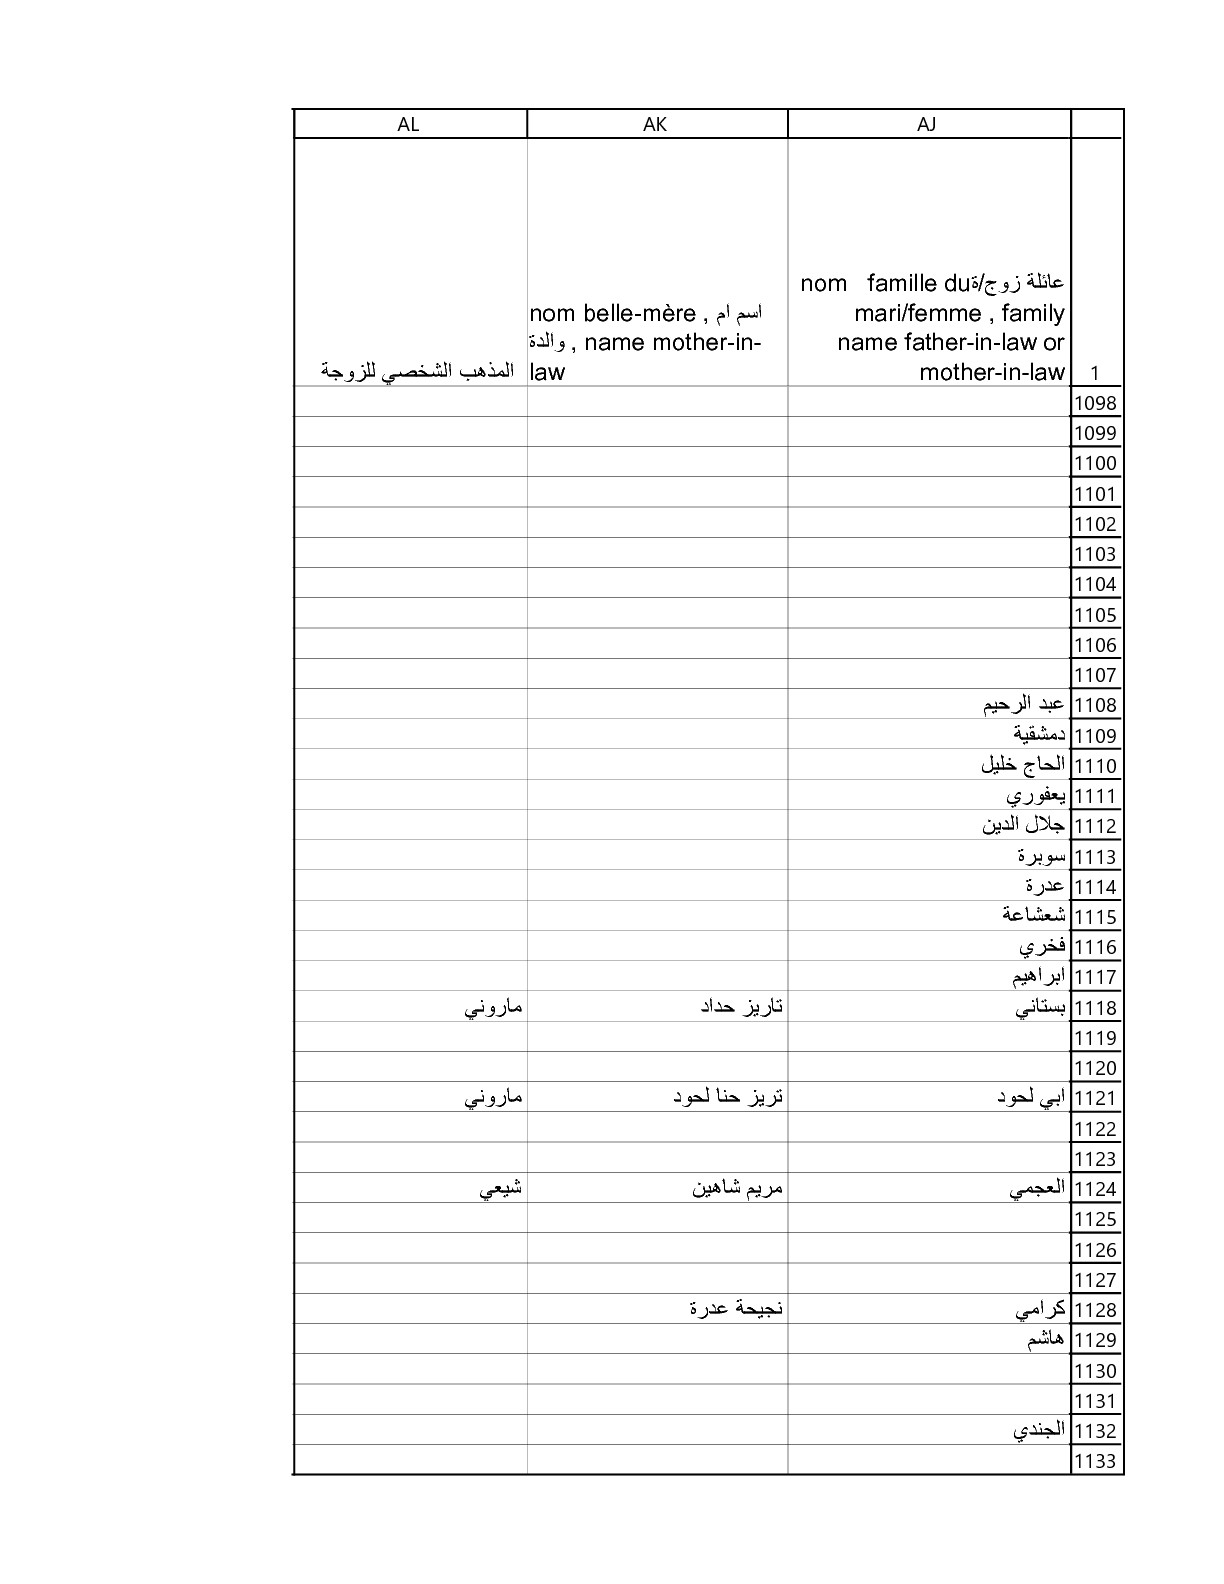 AJ AK AL
عائلة زوج/ةnom famille du
mari/femme , family
name father-in-law or
mother-in-law
nom belle-mère , اسم ام
والدة , name mother-in-
law
المذهب الشخصي للزوجة
1
1098
1099
1100
1101
1102
1103
1104
1105
1106
1107
1108 عبد الرحيم
1109 دمشقية
1110 الحاج خليل
1111 يعفوري
1112 جلال الدين
1113 سوبرة
1114 عدرة
1115 شعشاعة
1116 فخري
1117 ابراهيم
1118 بستاني تاريز حداد ماروني
1119
1120
1121 ابي لحود تريز حنا لحود ماروني
1122
1123
1124 العجمي مريم شاهين شيعي
1125
1126
1127
1128 كرامي نجيحة عدرة
1129 هاشم
1130
1131
1132 الجندي
1133